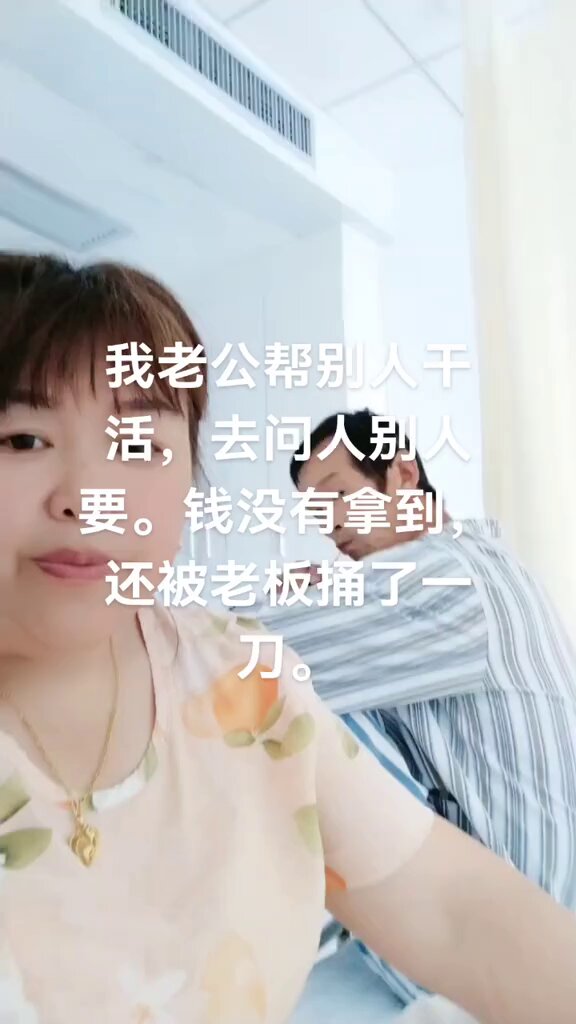 我老公帮别人干
活，去问人别人
要。钱没有拿到，
还被老板捅了一
刀。